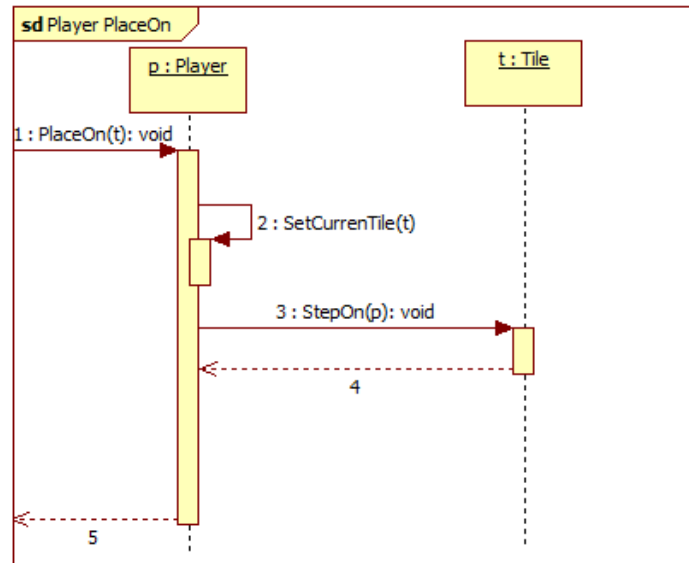 sd Player PlaceOn
p : Player
t : Tile
1 : PlaceOn(t): void
2 : SetCurrenTile(t)
3 : StepOn(p): void
4
5